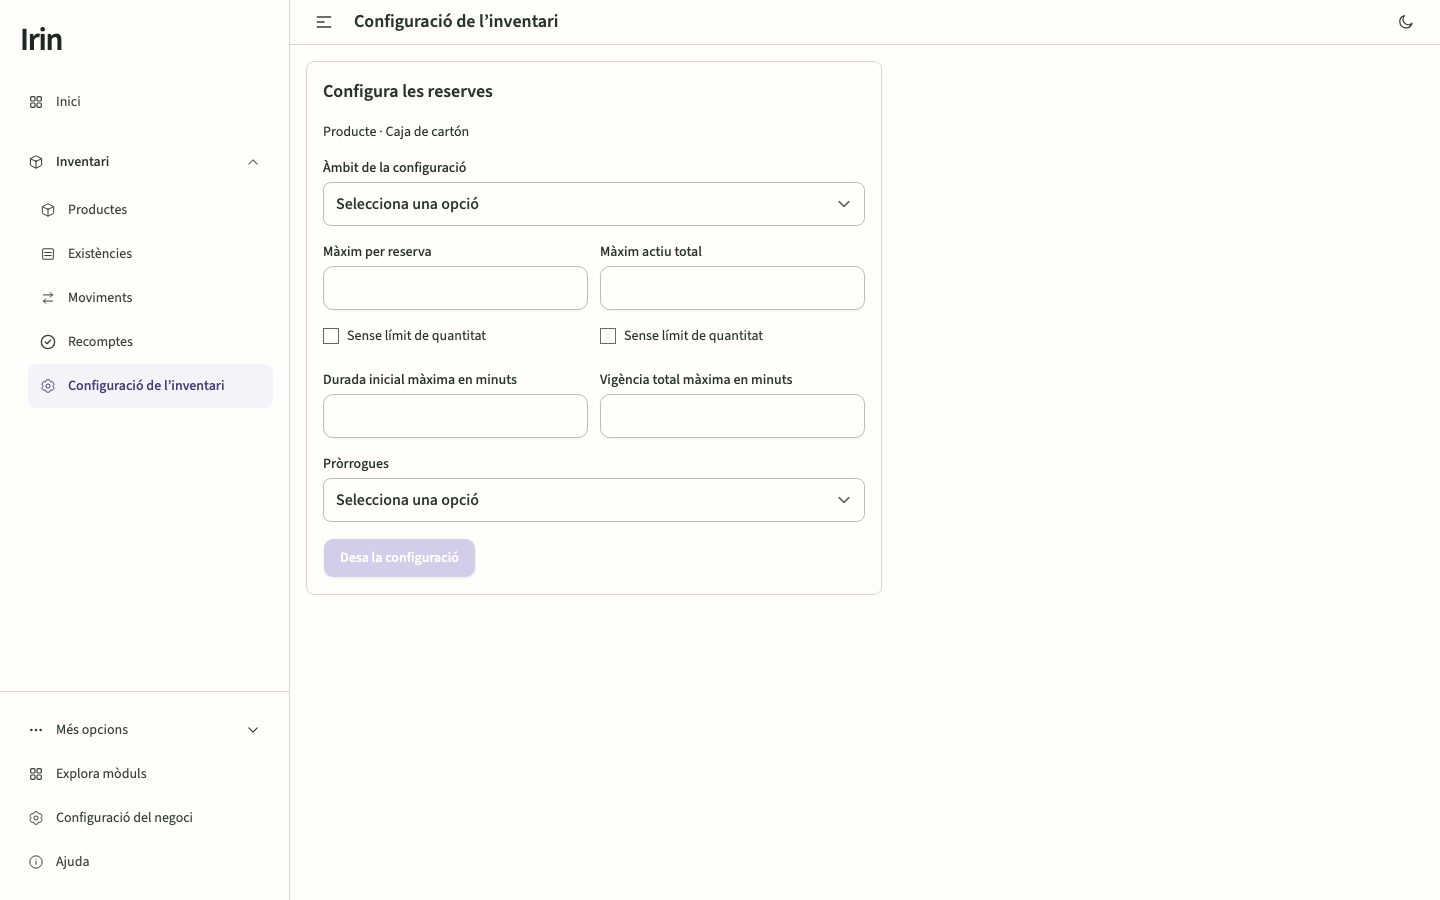 Irin
Inici
Inventari
Productes
Existències
Moviments
Recomptes
Configuració de l’inventari
Més opcions
Explora mòduls
Configuració del negoci
Ajuda
Configuració de l’inventari
Configura les reserves
Producte · Caja de cartón
Àmbit de la configuració
Selecciona una opció
Màxim per reserva
Màxim actiu total
Sense límit de quantitat
Sense límit de quantitat
Durada inicial màxima en minuts
Vigència total màxima en minuts
Pròrrogues
Selecciona una opció
Desa la configuració